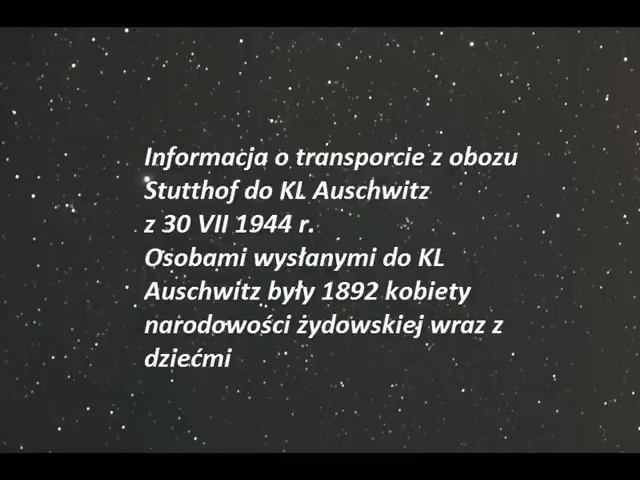 Informacja o transporcie z obozu
Stutthof do KL Auschwitz
z 30 VII 1944 r.
Osobami wysłanymi do KL
Auschwitz były 1892 kobiety
narodowości żydowskiej wraz z
dziećmi